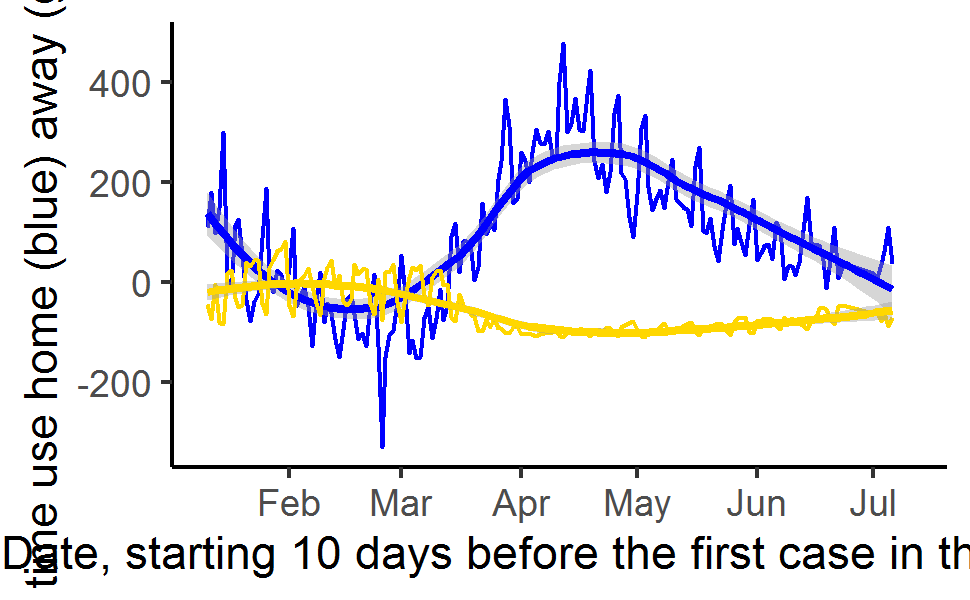 time use home (blue) away (
400
200
0
-200
Feb Mar Apr May Jun Jul
Date, starting 10 days before the first case in th